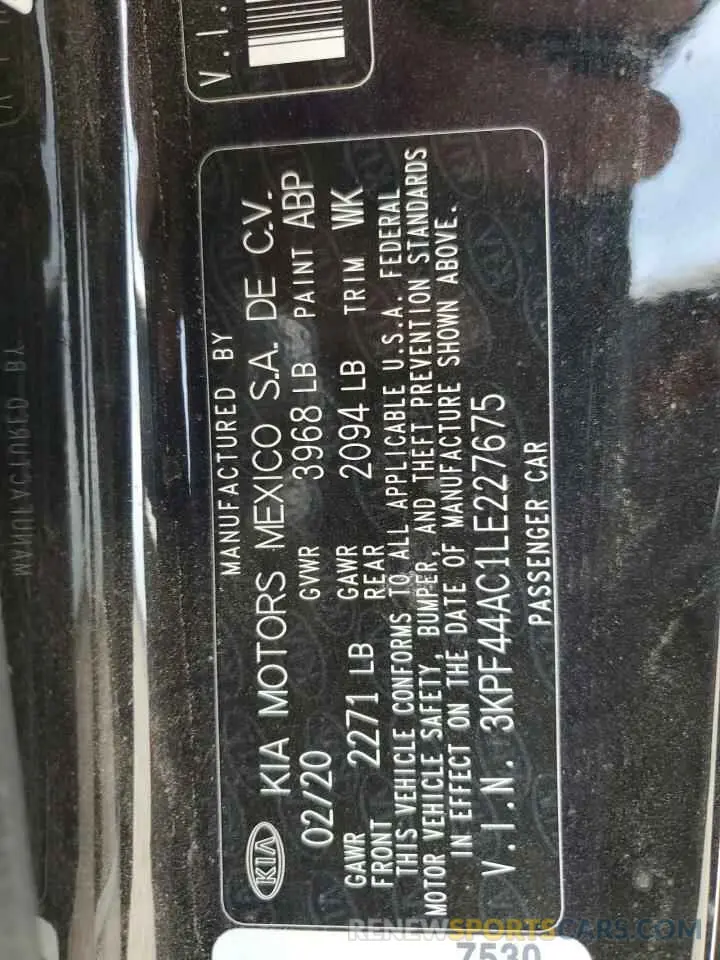 V.I.
MANUFACTURED BY
KIA KIA MOTORS MEXICO S.A. DE C.V.
02/20 GVWR 3968 LB PAINT ABP
GAWR FRONT 2271 LB GAWR REAR 2094 LB TRIM WK
THIS VEHICLE CONFORMS TO ALL APPLICABLE U.S.A. FEDERAL
MOTOR VEHICLE SAFETY, BUMPER, AND THEFT PREVENTION STANDARDS
IN EFFECT ON THE DATE OF MANUFACTURE SHOWN ABOVE.
V.I.N. 3KPF44AC1LE227675
PASSENGER CAR
MANUFACTURED BY
7530
RENEWSPORTSCARS.COM